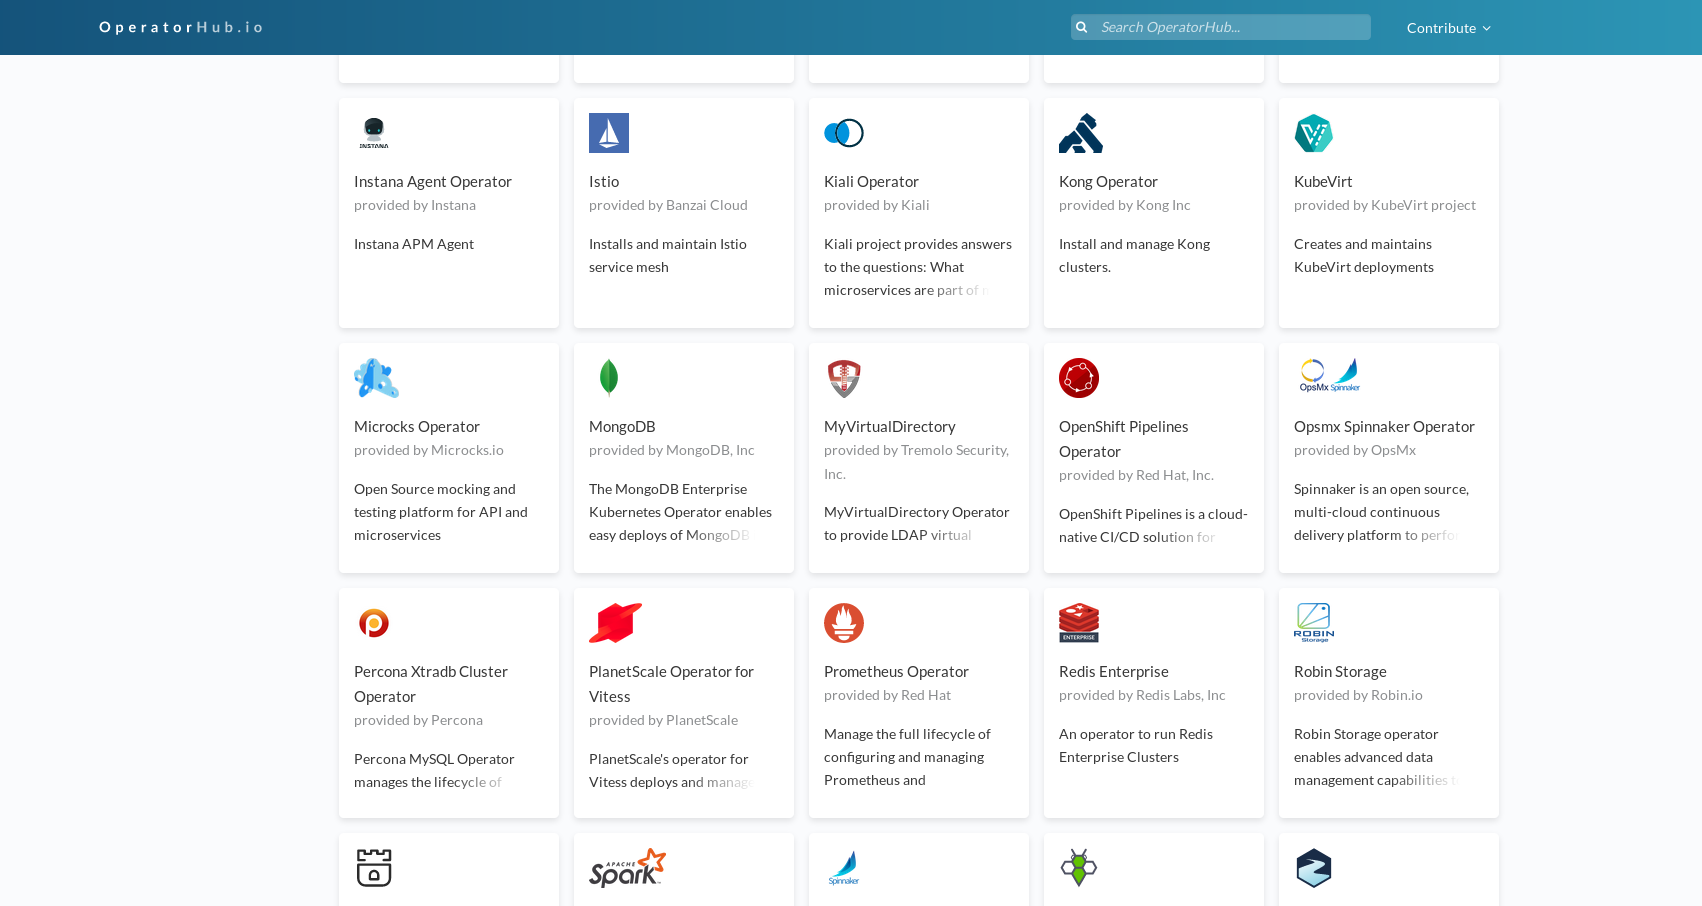 OperatorHub.io
Search OperatorHub...
Contribute
INSTANA
Instana Agent Operator
provided by Instana
Instana APM Agent
Istio
provided by Banzai Cloud
Installs and maintain Istio
service mesh
Kiali Operator
provided by Kiali
Kiali project provides answers
to the questions: What
microservices are part of
Kong Operator
provided by Kong Inc
Install and manage Kong
clusters.
KubeVirt
provided by KubeVirt project
Creates and maintains
KubeVirt deployments
Microcks Operator
provided by Microcks.io
Open Source mocking and
testing platform for API and
microservices
MongoDB
provided by MongoDB, Inc
The MongoDB Enterprise
Kubernetes Operator enables
easy deploys of MongoDB
MyVirtualDirectory
provided by Tremolo Security,
Inc.
MyVirtualDirectory Operator
to provide LDAP virtual
OpenShift Pipelines
Operator
provided by Red Hat, Inc.
OpenShift Pipelines is a cloud-
native CI/CD solution for
OpsMx Spinnaker
Opsmx Spinnaker Operator
provided by OpsMx
Spinnaker is an open source,
multi-cloud continuous
delivery platform to
Percona Xtradb Cluster
Operator
provided by Percona
Percona MySQL Operator
manages the lifecycle of
PlanetScale Operator for
Vitess
provided by PlanetScale
PlanetScale's operator for
Vitess deploys and manage
Prometheus Operator
provided by Red Hat
Manage the full lifecycle of
configuring and managing
Prometheus and
ENTERPRISE
Redis Enterprise
provided by Redis Labs, Inc
An operator to run Redis
Enterprise Clusters
ROBIN
Storage
Robin Storage
provided by Robin.io
Robin Storage operator
enables advanced data
management capabilities
APACHE
Spark
Spinnaker